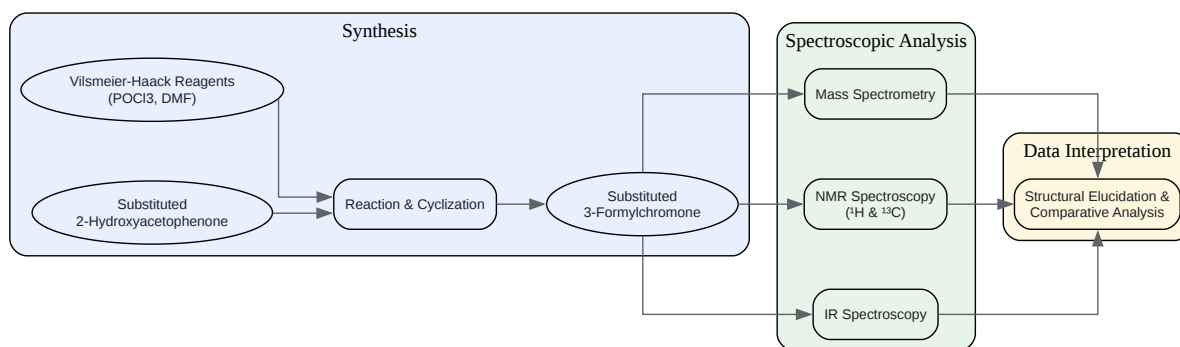 Synthesis
Vilsmeier-Haack Reagents
(POCl3, DMF)
Substituted
2-Hydroxyacetophenone
Reaction & Cyclization
Substituted
3-Formylchromone
Spectroscopic Analysis
Mass Spectrometry
NMR Spectroscopy
(¹H & ¹³C)
IR Spectroscopy
Data Interpretation
Structural Elucidation &
Comparative Analysis